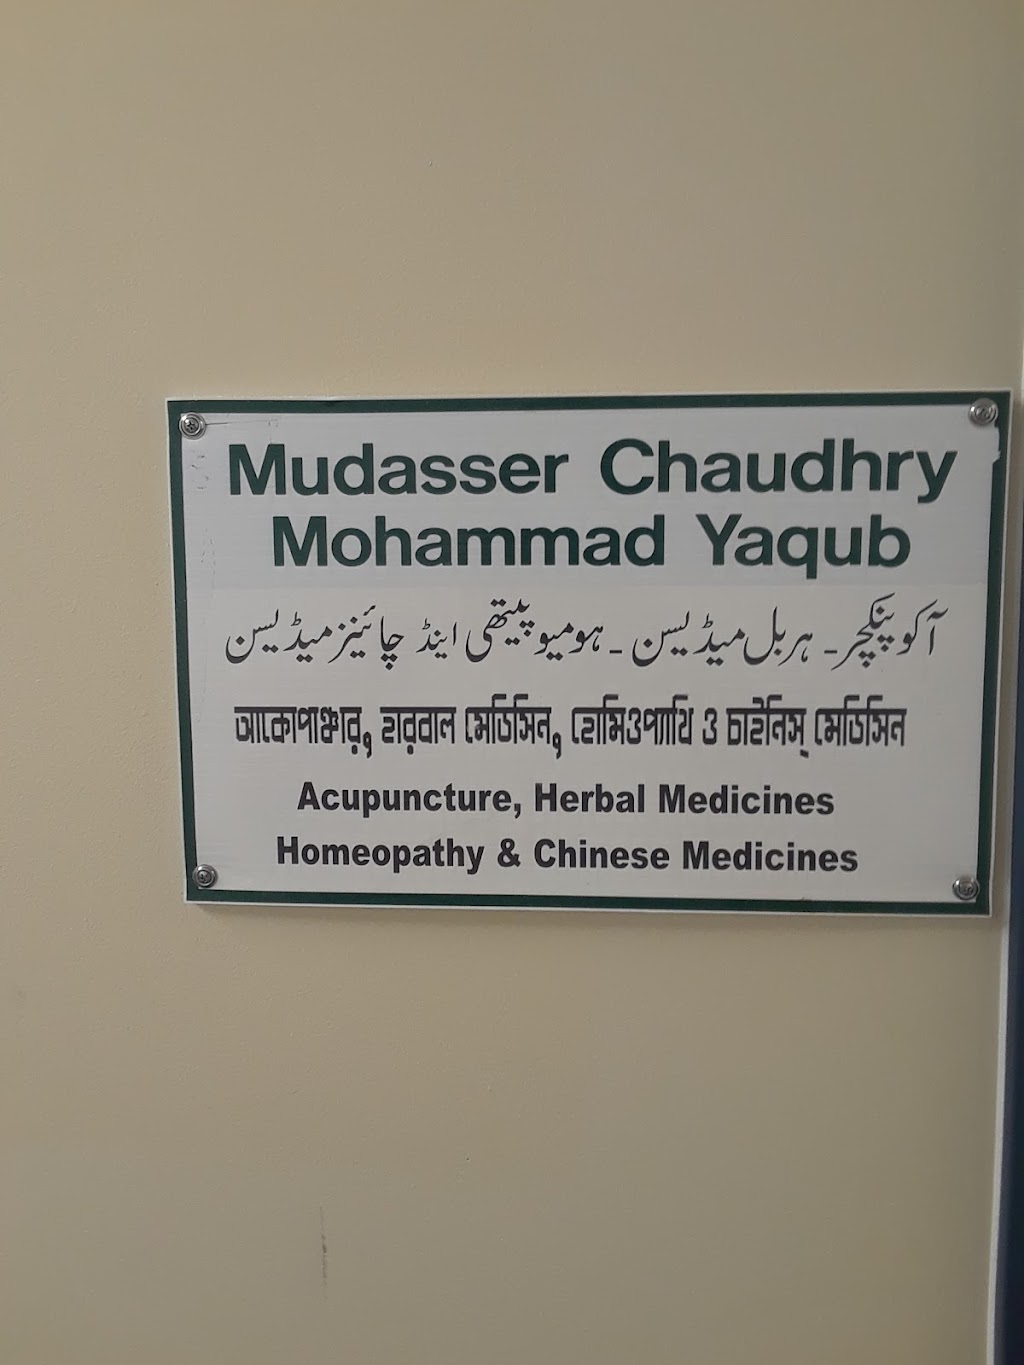 Mudasser Chaudhry
Mohammad Yaqub
آکوپنکچر۔ ہربل میڈیسن ۔ ہومیوپیتھی اینڈ چائینز میڈیسن
আকোপাঞ্চার, হারবাল মেডিসিন, হোমিওপ্যাথি ও চাইনিস্ মেডিসিন
Acupuncture, Herbal Medicines
Homeopathy & Chinese Medicines